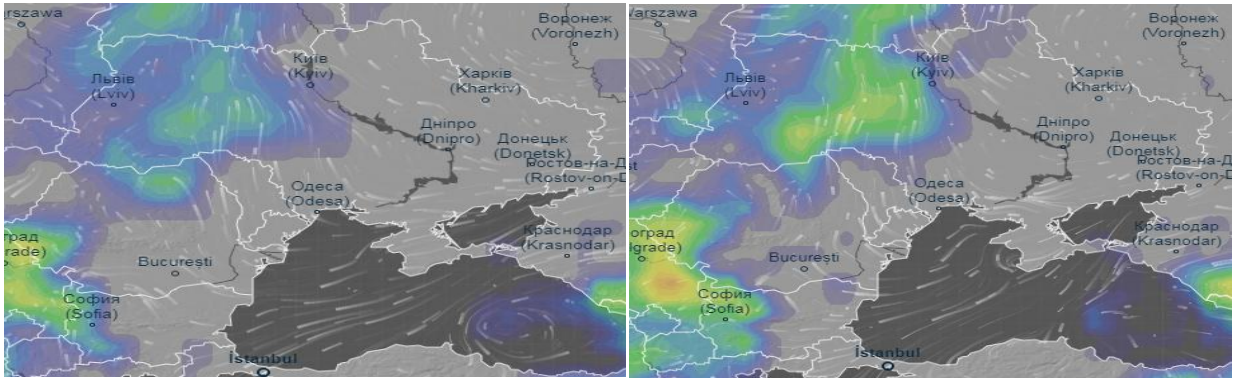 arszawa
Воронеж
(Voronezh)
Київ
(Kyiv)
Львів
(Lviv)
Харків
(Kharkiv)
Дніпро
(Dnipro)
Донецьк
(Donetsk)
Ростов-на-Д
(Rostov-on-D
Одеса
(Odesa)
Краснодар
(Krasnodar)
оград
rade)
București
София
(Sofia)
İstanbul
Warszawa
Воронеж
(Voronezh)
Київ
(Kyiv)
Львів
(Lviv)
Харків
(Kharkiv)
Дніпро
(Dnipro)
Донецьк
(Donetsk)
Ростов-на-Д
(Rostov-on-D
Одеса
(Odesa)
Краснодар
(Krasnodar)
оград
lgrade)
București
София
(Sofia)
İstanbul